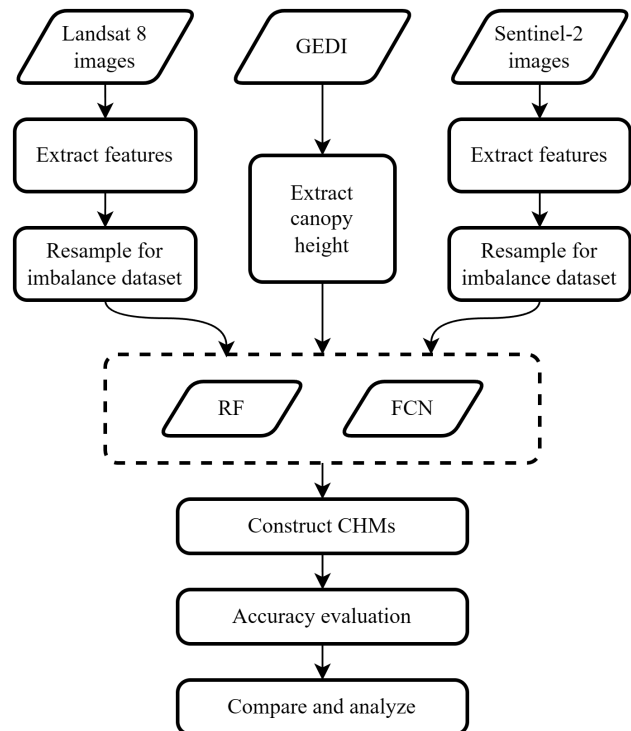 Landsat 8
images
GEDI
Sentinel-2
images
Extract features
Extract
canopy
height
Extract features
Resample for
imbalance dataset
Resample for
imbalance dataset
RF
FCN
Construct CHMs
Accuracy evaluation
Compare and analyze